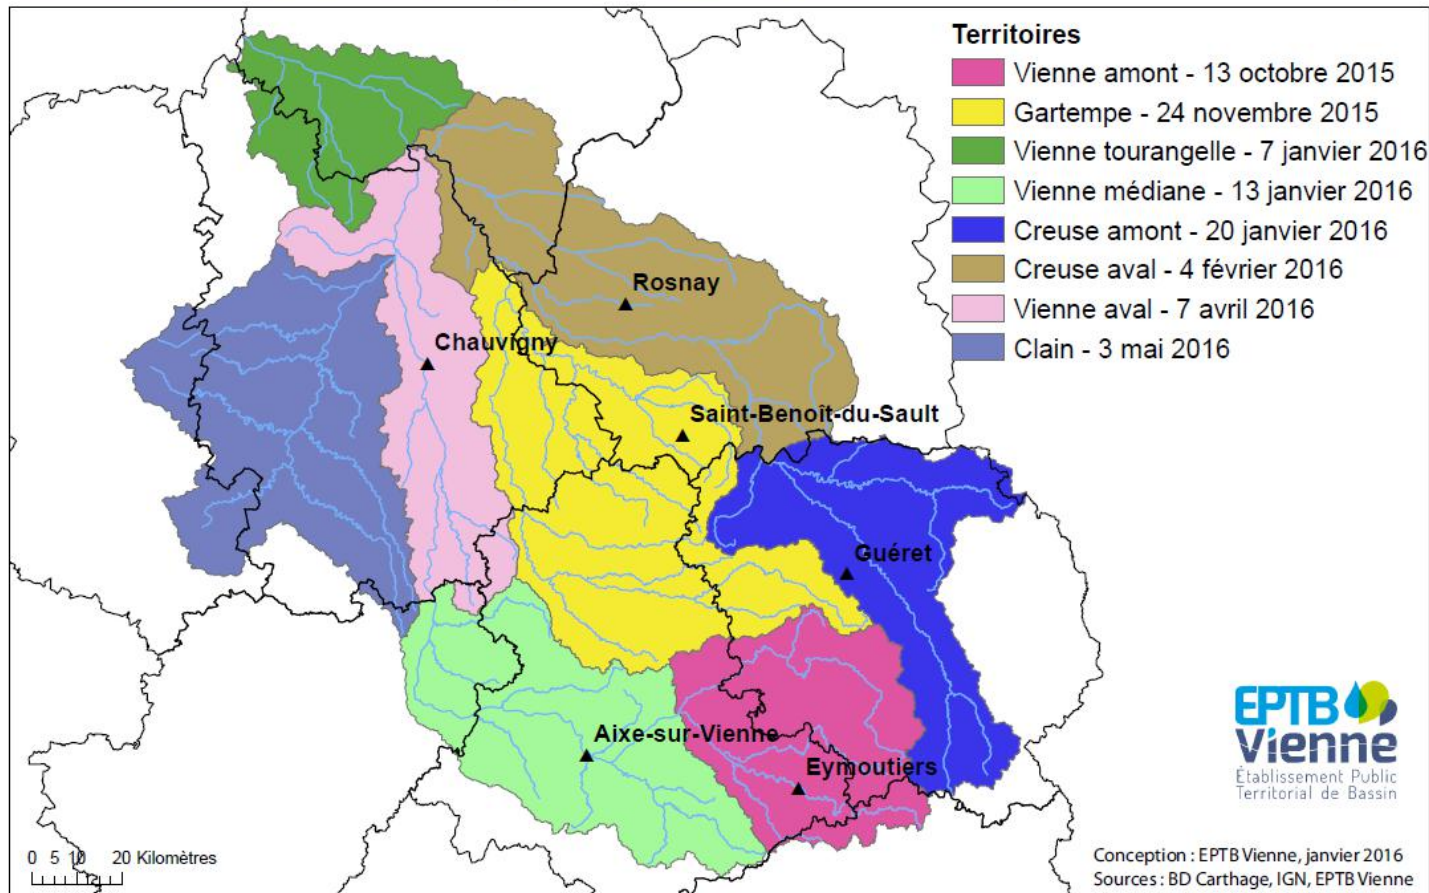 Territoires
Vienne amont - 13 octobre 2015
Gartempe - 24 novembre 2015
Vienne tourangelle - 7 janvier 2016
Vienne médiane - 13 janvier 2016
Creuse amont - 20 janvier 2016
Creuse aval - 4 février 2016
Vienne aval - 7 avril 2016
Clain - 3 mai 2016
Rosnay
Chauvigny
Saint-Benoît-du-Sault
Guéret
Aixe-sur-Vienne
Eymoutiers
EPTB
Vienne
Établissement Public
Territorial de Bassin
0 5 10 20 Kilomètres
Conception : EPTB Vienne, janvier 2016
Sources : BD Carthage, IGN, EPTB Vienne